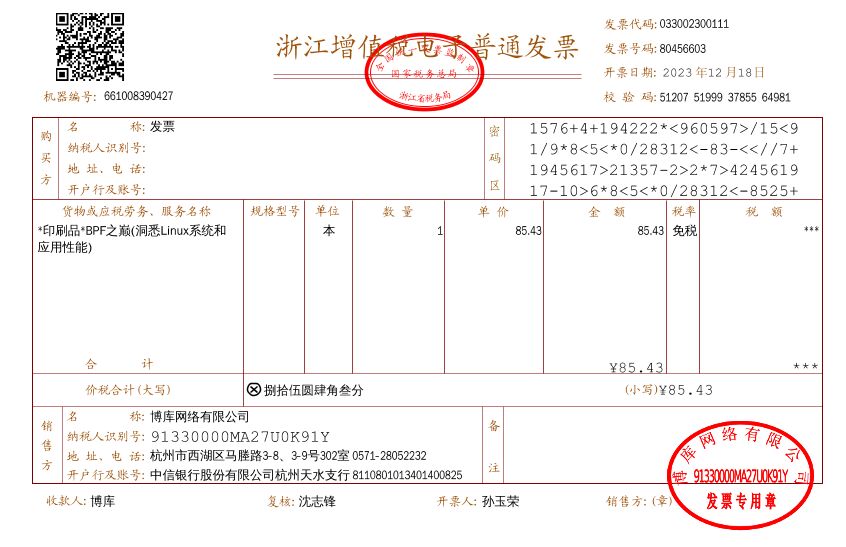 浙江增值税电子普通发票
全国统一发票监制章
国家税务总局
浙江省税务局
发票代码: 033002300111
发票号码: 80456603
开票日期: 2023 年12 月18日
校 验 码: 51207 51999 37855 64981
机器编号: 661008390427
购买方
名 称: 发票
纳税人识别号:
地 址、电 话:
开户行及账号:
密码区
1576+4+194222*<960597>/15<9
1/9*8<5<*0/28312<-83-<<//7+
1945617>21357-2>2*7>4245619
17-10>6*8<5<*0/28312<-8525+
货物或应税劳务、服务名称 规格型号 单位 数 量 单 价 金 额 税率 税 额
*印刷品*BPF之巅(洞悉Linux系统和 本 1 85.43 85.43 免税 ***
应用性能)
合 计 ¥85.43 ***
价税合计(大写) ⊗ 捌拾伍圆肆角叁分 (小写)¥85.43
销售方
名 称: 博库网络有限公司
纳税人识别号: 91330000MA27U0K91Y
地 址、电 话: 杭州市西湖区马塍路3-8、3-9号302室 0571-28052232
开户行及账号: 中信银行股份有限公司杭州天水支行 8110801013401400825
备注
收款人: 博库 复核: 沈志锋 开票人: 孙玉荣 销售方: (章)
博库网络有限公司
91330000MA27U0K91Y
发票专用章